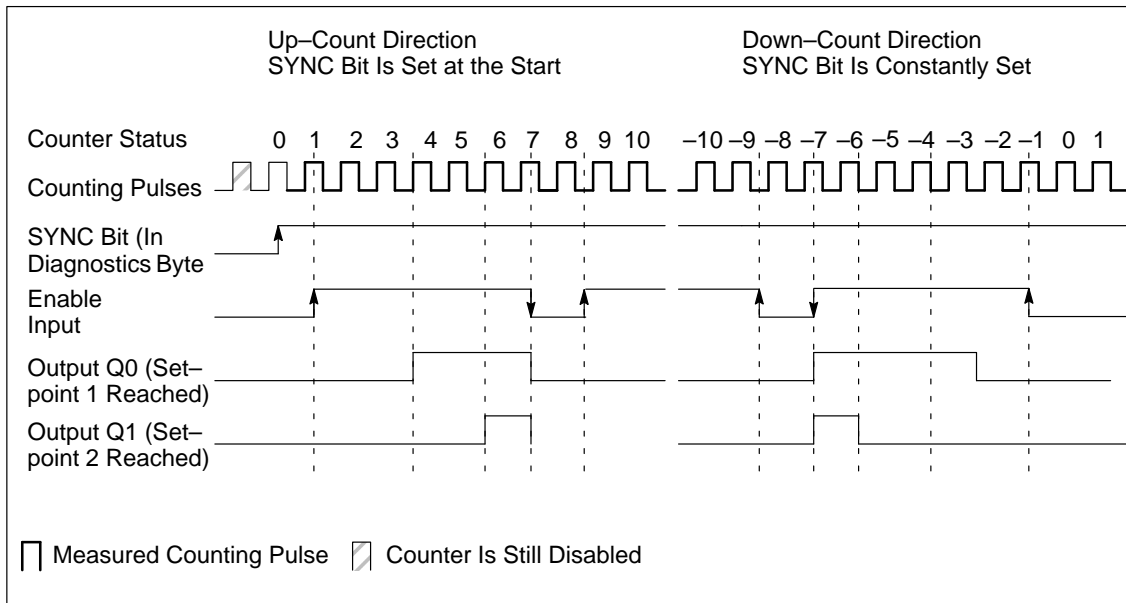 Up–Count Direction
SYNC Bit Is Set at the Start
Down–Count Direction
SYNC Bit Is Constantly Set
Counter Status 0 1 2 3 4 5 6 7 8 9 10 –10 –9 –8 –7 –6 –5 –4 –3 –2 –1 0 1
Counting Pulses
SYNC Bit (In
Diagnostics Byte
Enable
Input
Output Q0 (Set–
point 1 Reached)
Output Q1 (Set–
point 2 Reached)
Measured Counting Pulse Counter Is Still Disabled